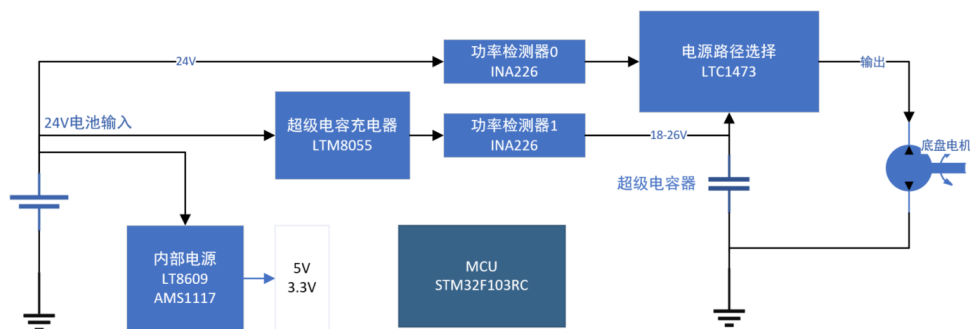 24V
功率检测器0
INA226
电源路径选择
LTC1473
输出
24V电池输入
超级电容充电器
LTM8055
功率检测器1
INA226
18-26V
底盘电机
超级电容器
内部电源
LT8609
AMS1117
5V
3.3V
MCU
STM32F103RC